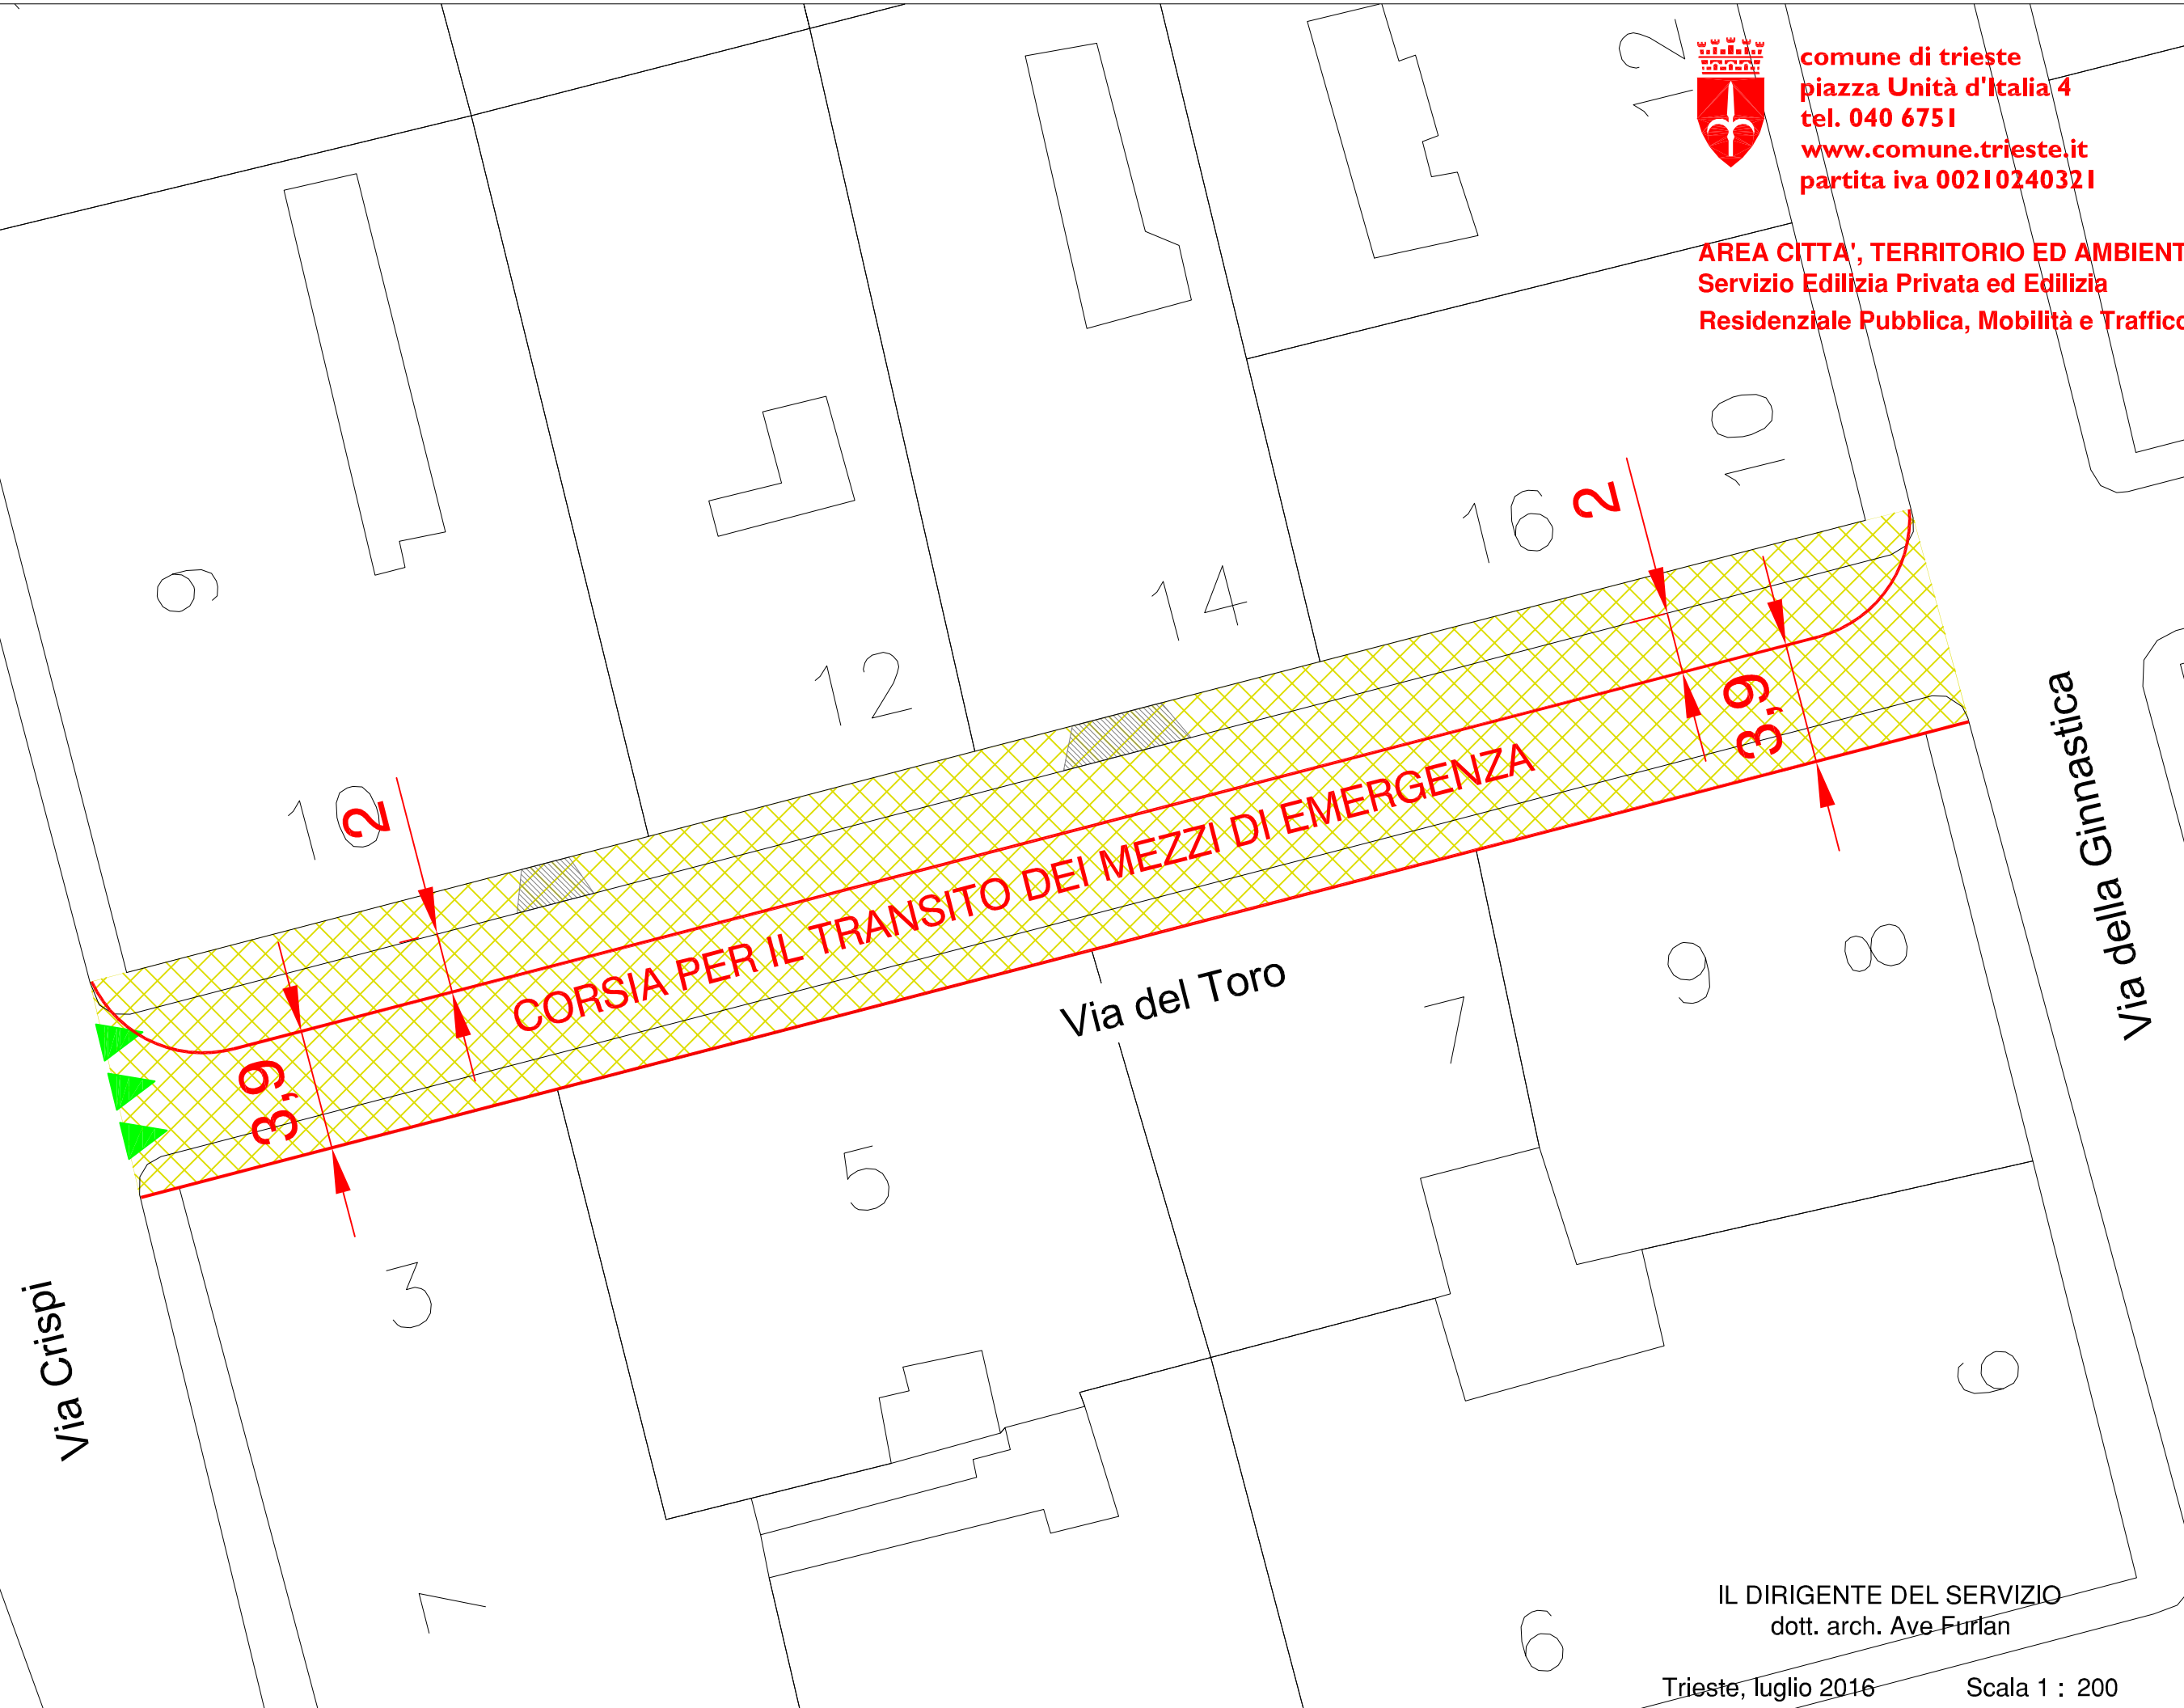 comune di trieste
piazza Unità d'Italia 4
tel. 040 6751
www.comune.trieste.it
partita iva 00210240321
AREA CITTA', TERRITORIO ED AMBIENT
Servizio Edilizia Privata ed Edilizia
Residenziale Pubblica, Mobilità e Traffico
12
10
16
2
14
9
12
3,9
10
2
CORSIA PER IL TRANSITO DEI MEZZI DI EMERGENZA
Via della Ginnastica
Via del Toro
3,9
9
8
7
5
3
Via Crispi
6
7
6
IL DIRIGENTE DEL SERVIZIO
dott. arch. Ave Furlan
Trieste, luglio 2016
Scala 1 : 200